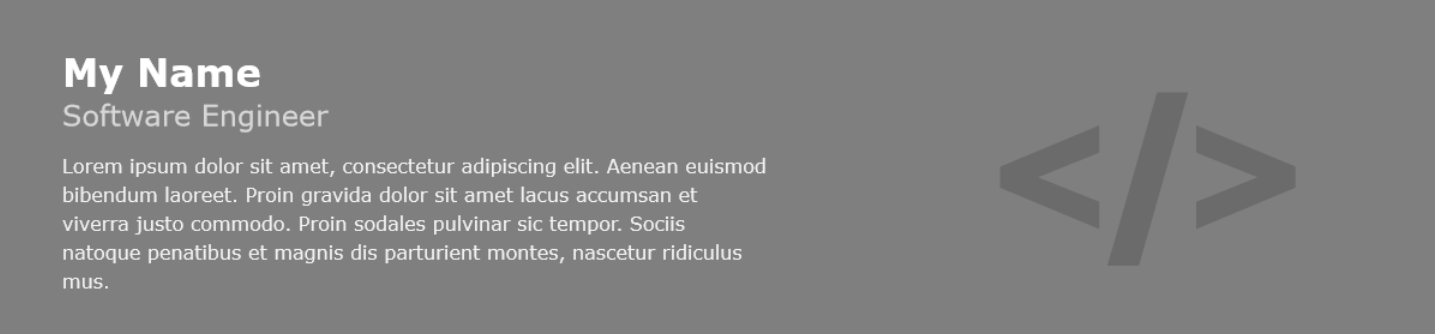 My Name
Software Engineer
Lorem ipsum dolor sit amet, consectetur adipiscing elit. Aenean euismod
bibendum laoreet. Proin gravida dolor sit amet lacus accumsan et
viverra justo commodo. Proin sodales pulvinar sic tempor. Sociis
natoque penatibus et magnis dis parturient montes, nascetur ridiculus
mus.
</>